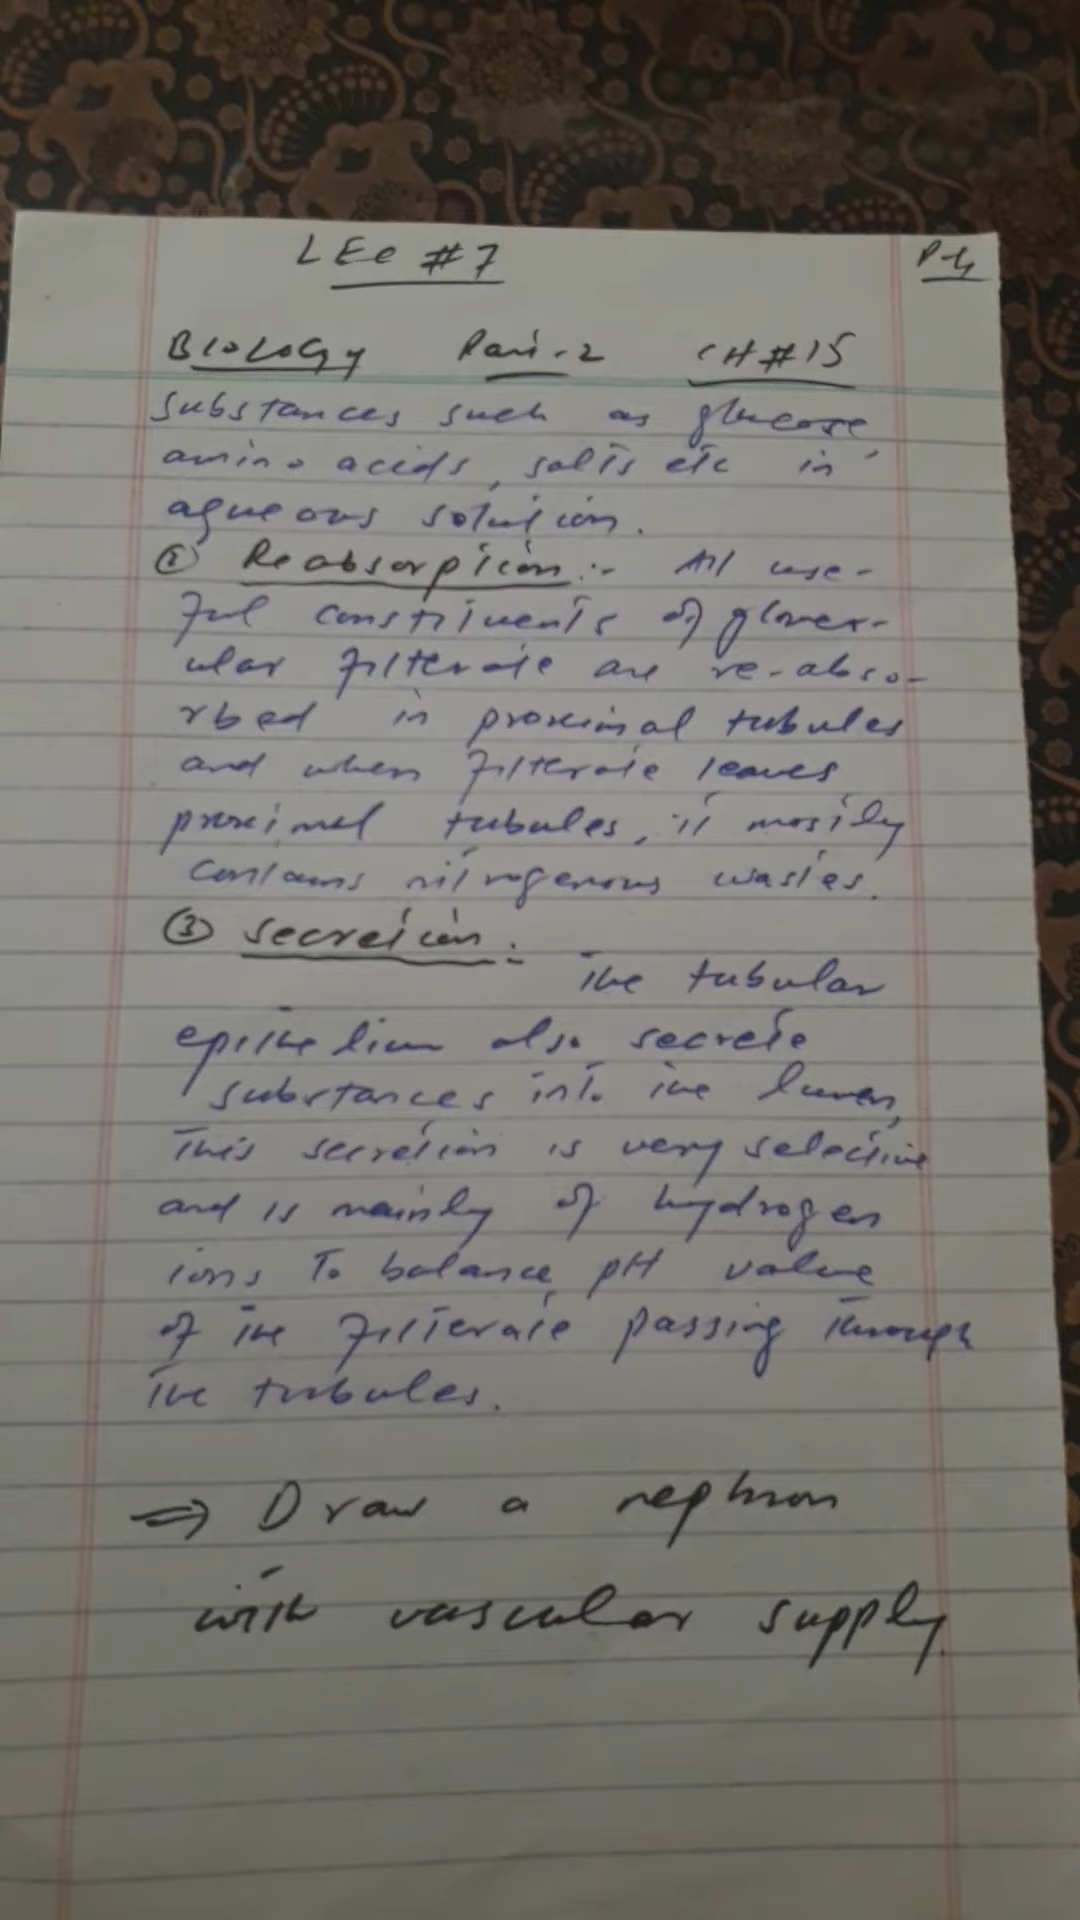 LEc #7
P-4
BIOLOGY Part-2 CH#15
substances such as glucose,
amino acids, salts etc in
aqueous solution.
② Reabsorption:- All use-
ful constituents of glomer-
ular filterate are re-abso-
rbed in proximal tubules
and when filterate leaves
proximal tubules, it mostly
contains nitrogenous wastes.
③ Secretion:-
The tubular
epithelium also secrete
substances into the lumen,
This secretion is very selective
and is mainly of hydrogen
ions To balance pH value
of the filterate passing through
the tubules.
⇒ Draw a nephron
with vascular supply.